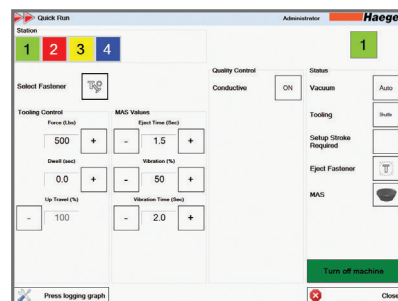 Quick Run
Administrator
Haeger
Station
1 2 3 4
1
Select Fastener
Quality Control
Conductive
ON
Status
Vacuum
Auto
Tooling
Shuttle
Setup Stroke
Required
Eject Fastener
MAS
Tooling Control
Force (Lbs)
500 +
Dwell (sec)
0.0 +
Up Travel (%)
- 100
MAS Values
Eject Time (Sec)
- 1.5 +
Vibration (%)
- 50 +
Vibration Time (Sec)
- 2.0 +
Turn off machine
Press logging graph
Close